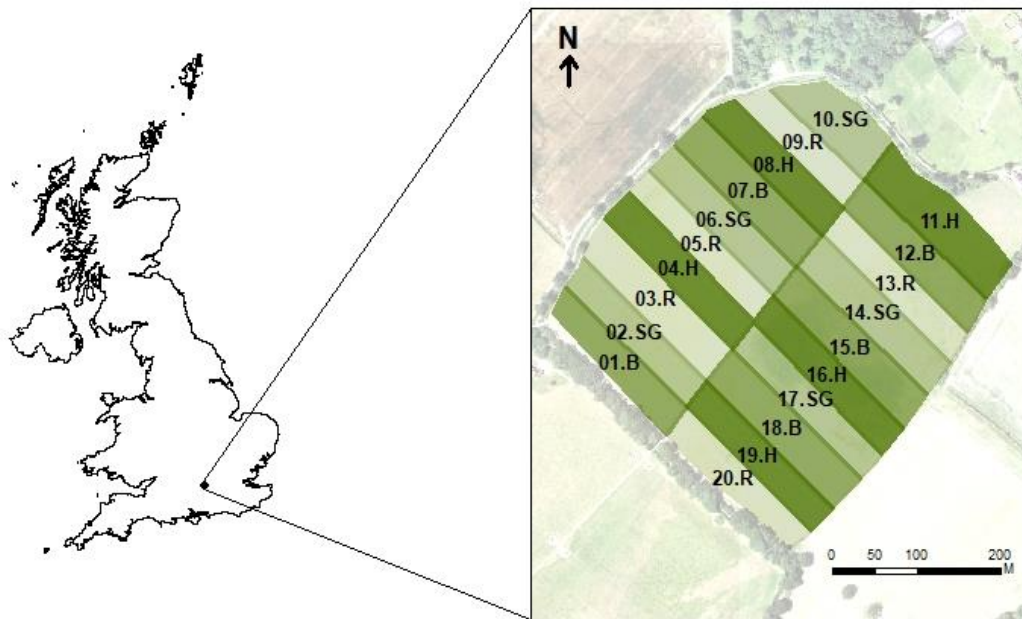 N
10.SG
09.R
08.H
07.B
06.SG
05.R
04.H
03.R
02.SG
01.B
11.H
12.B
13.R
14.SG
15.B
16.H
17.SG
18.B
19.H
20.R
0 50 100 200
M